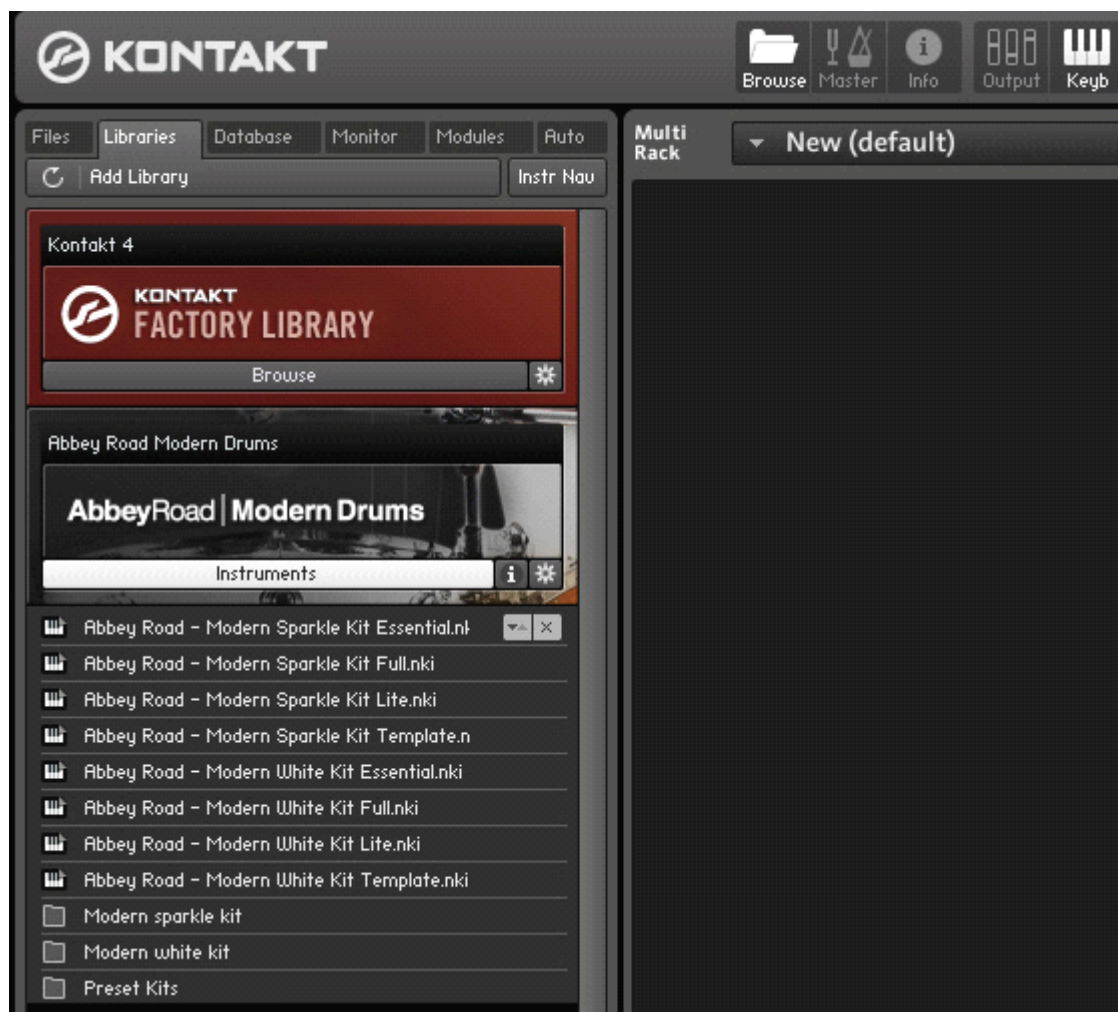 KONTAKT
Browse Master Info Output Keyb
Files Libraries Database Monitor Modules Auto
Add Library Instr Nav
Multi
Rack
New (default)
Kontakt 4
KONTAKT
FACTORY LIBRARY
Browse
Abbey Road Modern Drums
AbbeyRoad | Modern Drums
Instruments i
Abbey Road - Modern Sparkle Kit Essential.nk
Abbey Road - Modern Sparkle Kit Full.nki
Abbey Road - Modern Sparkle Kit Lite.nki
Abbey Road - Modern Sparkle Kit Template.n
Abbey Road - Modern White Kit Essential.nki
Abbey Road - Modern White Kit Full.nki
Abbey Road - Modern White Kit Lite.nki
Abbey Road - Modern White Kit Template.nki
Modern sparkle kit
Modern white kit
Preset Kits